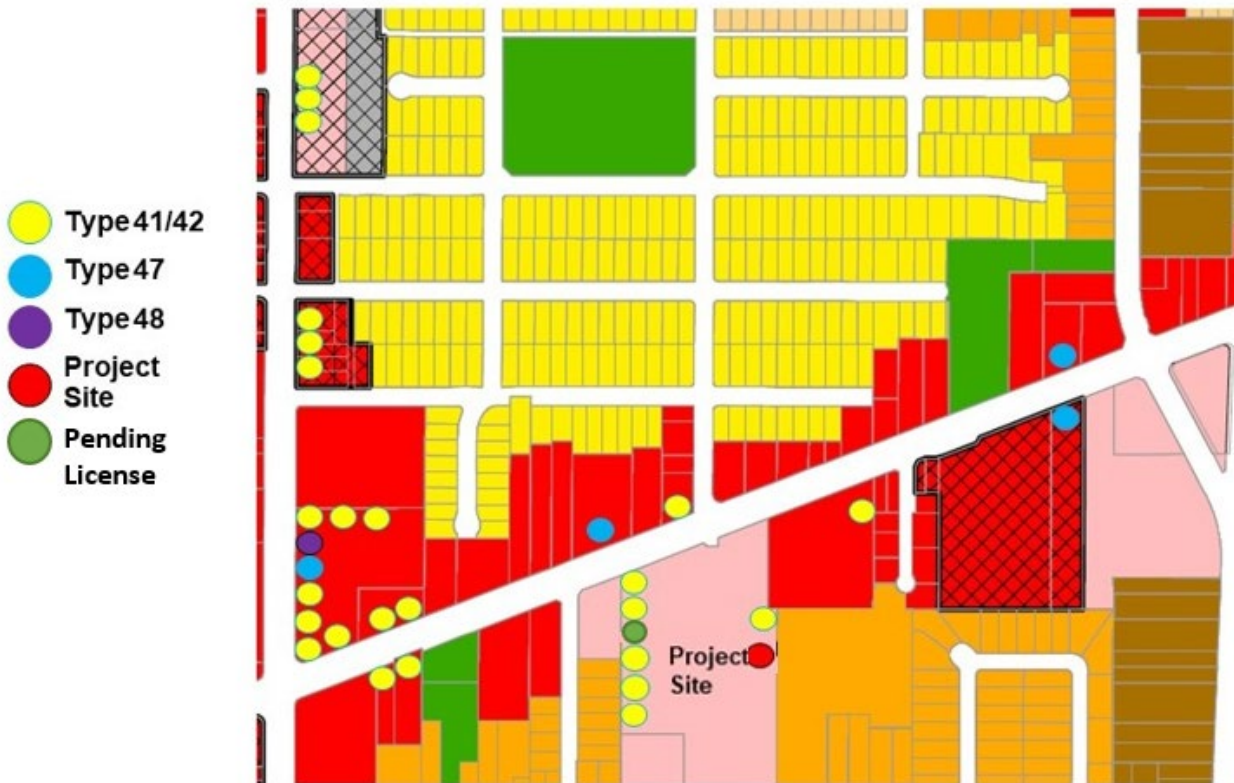 Type 41/42
Type 47
Type 48
Project
Site
Pending
License
Project
Site